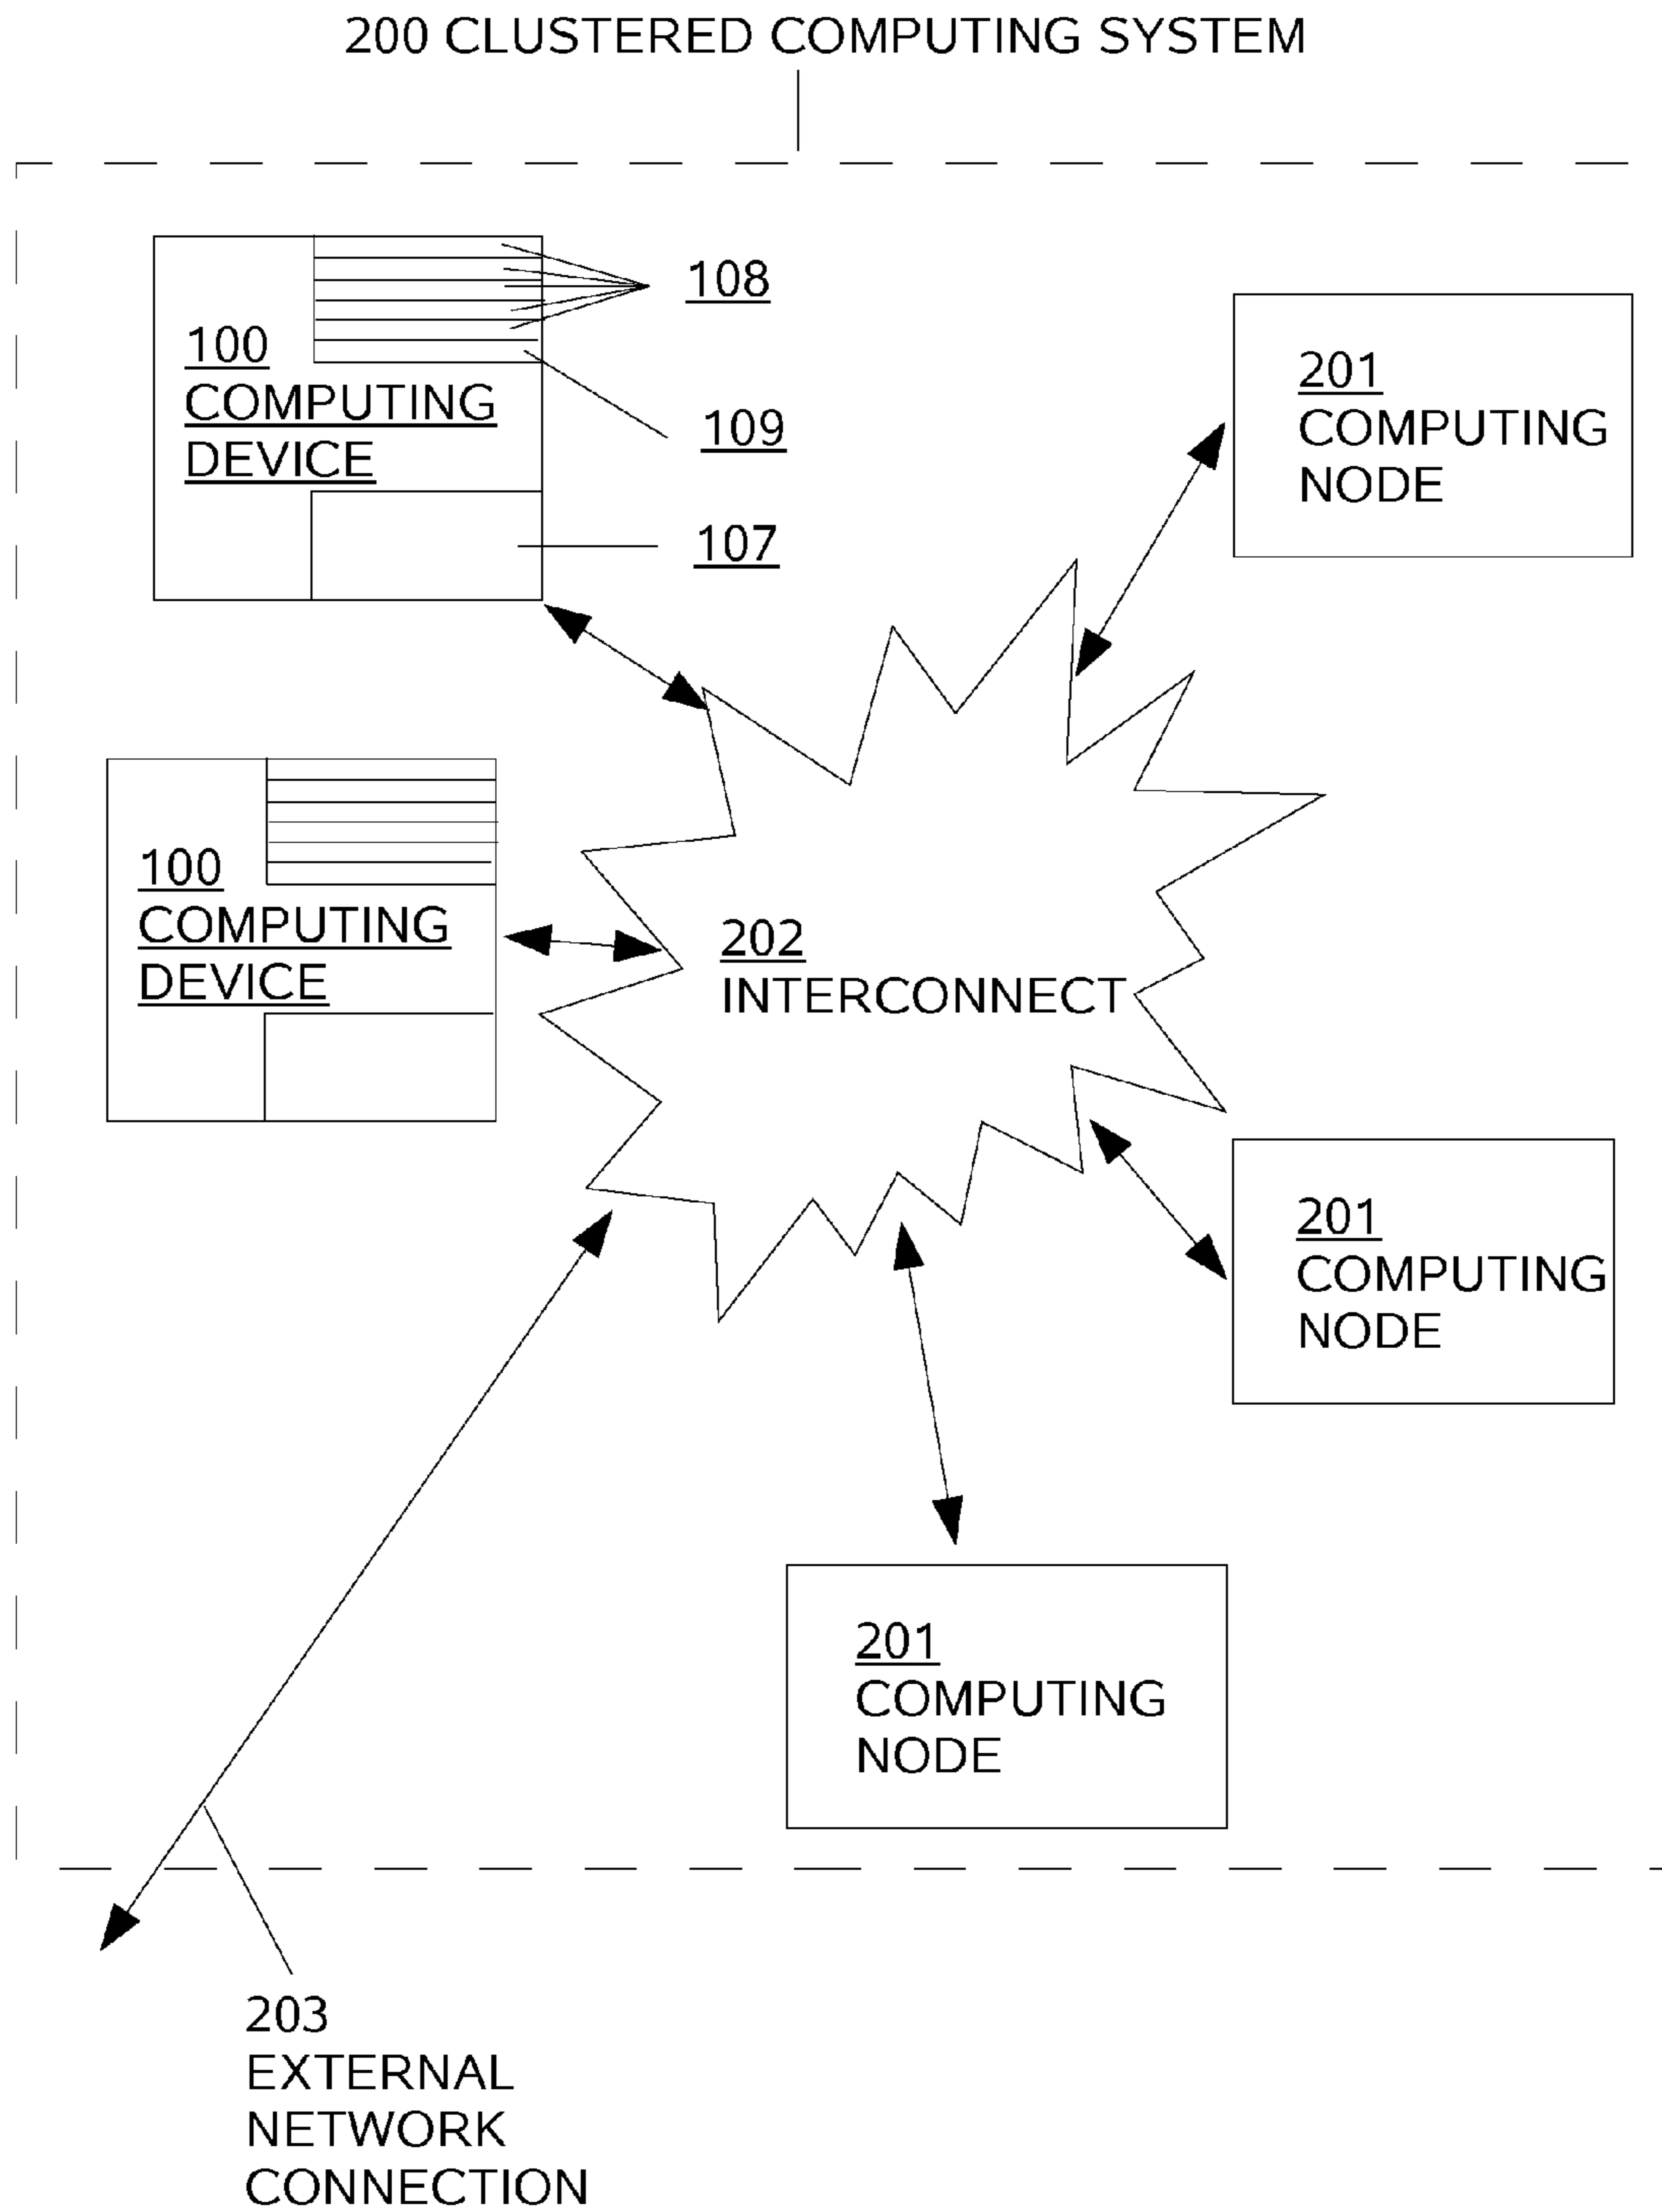 200 CLUSTERED COMPUTING SYSTEM
108
100
COMPUTING
DEVICE
109
107
201
COMPUTING
NODE
100
COMPUTING
DEVICE
202
INTERCONNECT
201
COMPUTING
NODE
201
COMPUTING
NODE
203
EXTERNAL
NETWORK
CONNECTION